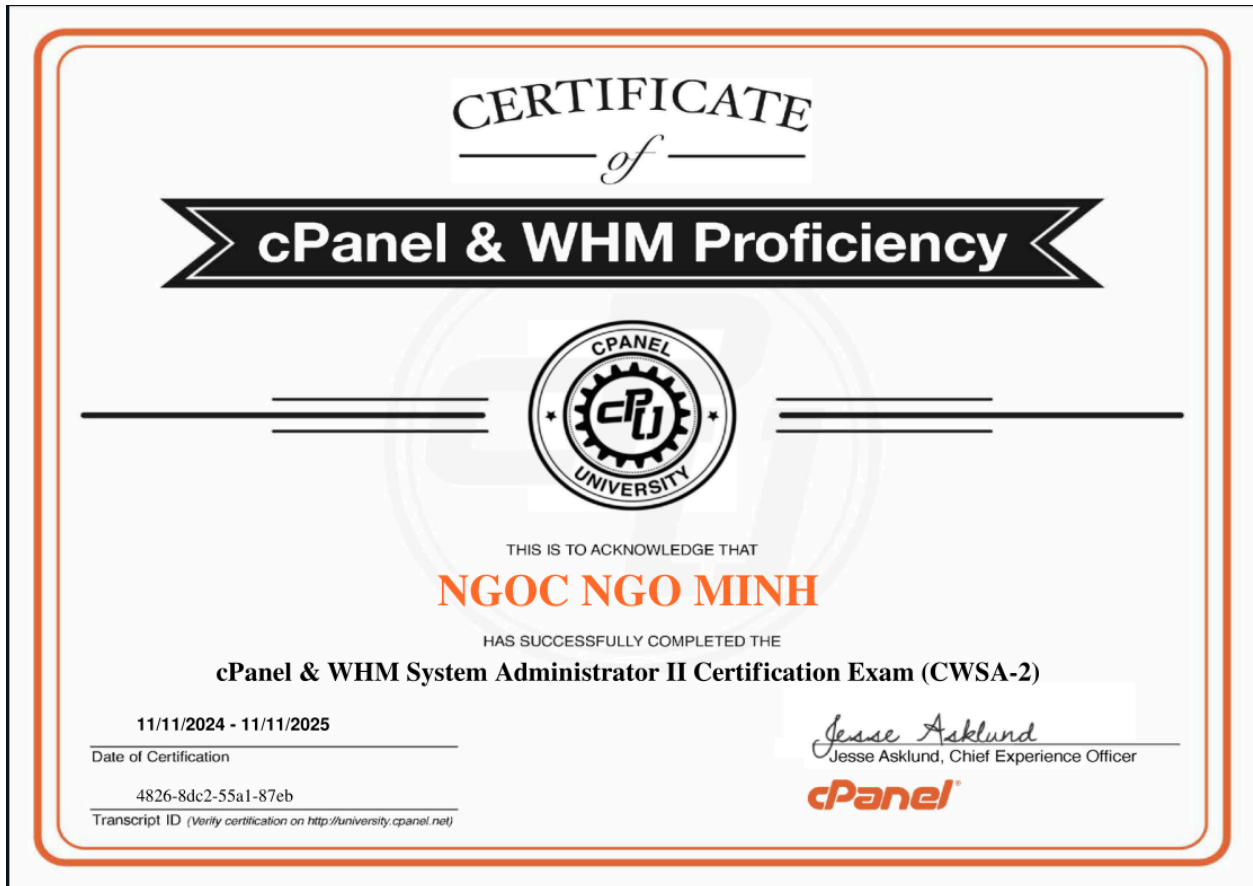 CERTIFICATE
of
cPanel & WHM Proficiency
CPANEL
cPU
UNIVERSITY
THIS IS TO ACKNOWLEDGE THAT
NGOC NGO MINH
HAS SUCCESSFULLY COMPLETED THE
cPanel & WHM System Administrator II Certification Exam (CWSA-2)
11/11/2024 - 11/11/2025
Date of Certification
4826-8dc2-55a1-87eb
Transcript ID (Verify certification on http://university.cpanel.net)
Jesse Asklund
Jesse Asklund, Chief Experience Officer
cPanel®